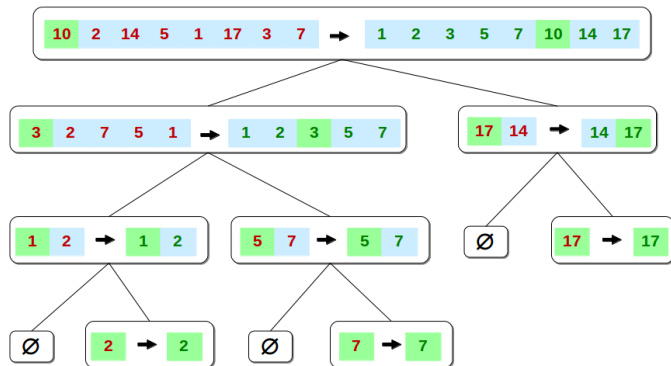 10 2 14 5 1 17 3 7 → 1 2 3 5 7 10 14 17
3 2 7 5 1 → 1 2 3 5 7
17 14 → 14 17
1 2 → 1 2
5 7 → 5 7
∅
17 → 17
∅
2 → 2
∅
7 → 7